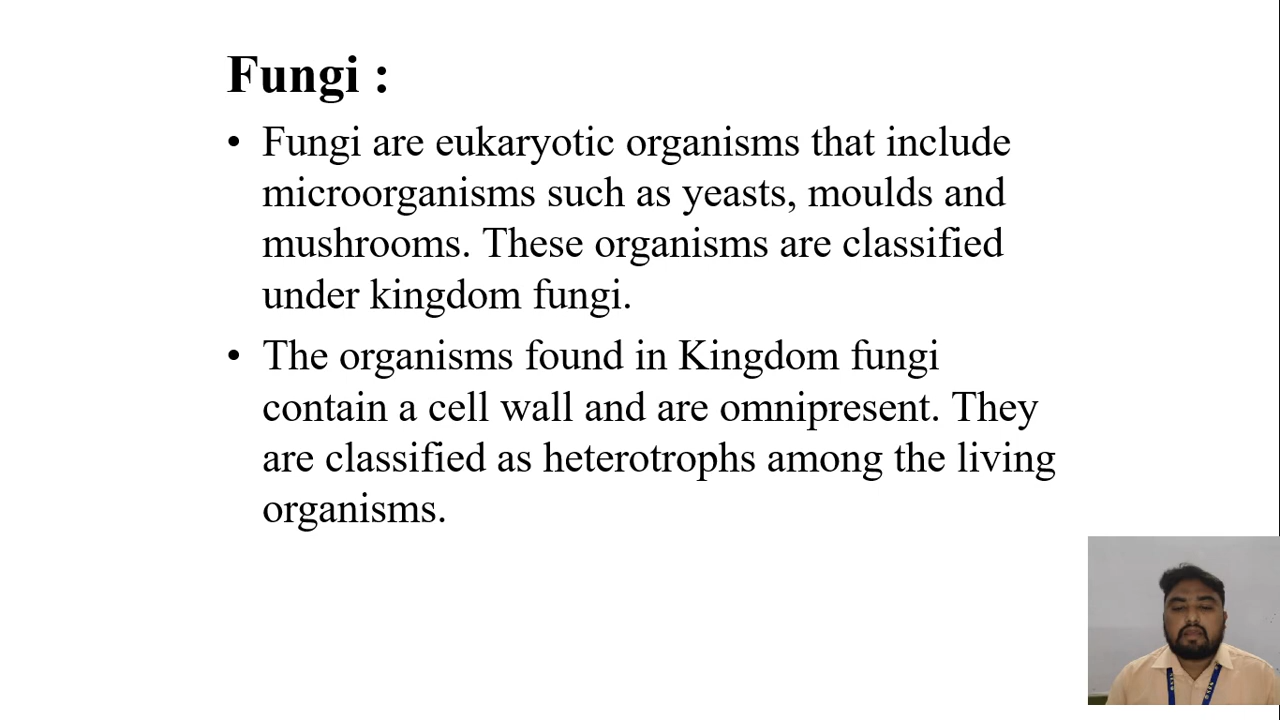 Fungi :
• Fungi are eukaryotic organisms that include
microorganisms such as yeasts, moulds and
mushrooms. These organisms are classified
under kingdom fungi.
• The organisms found in Kingdom fungi
contain a cell wall and are omnipresent. They
are classified as heterotrophs among the living
organisms.